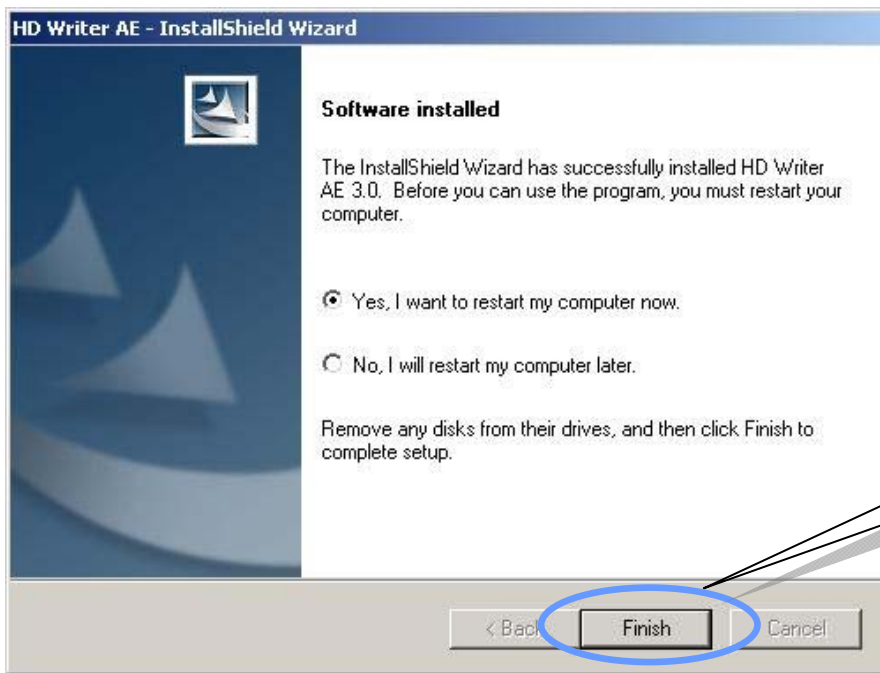 HD Writer AE - InstallShield Wizard
Software installed
The InstallShield Wizard has successfully installed HD Writer
AE 3.0.  Before you can use the program, you must restart your
computer.
Yes, I want to restart my computer now.
No, I will restart my computer later.
Remove any disks from their drives, and then click Finish to
complete setup.
< Back Finish Cancel